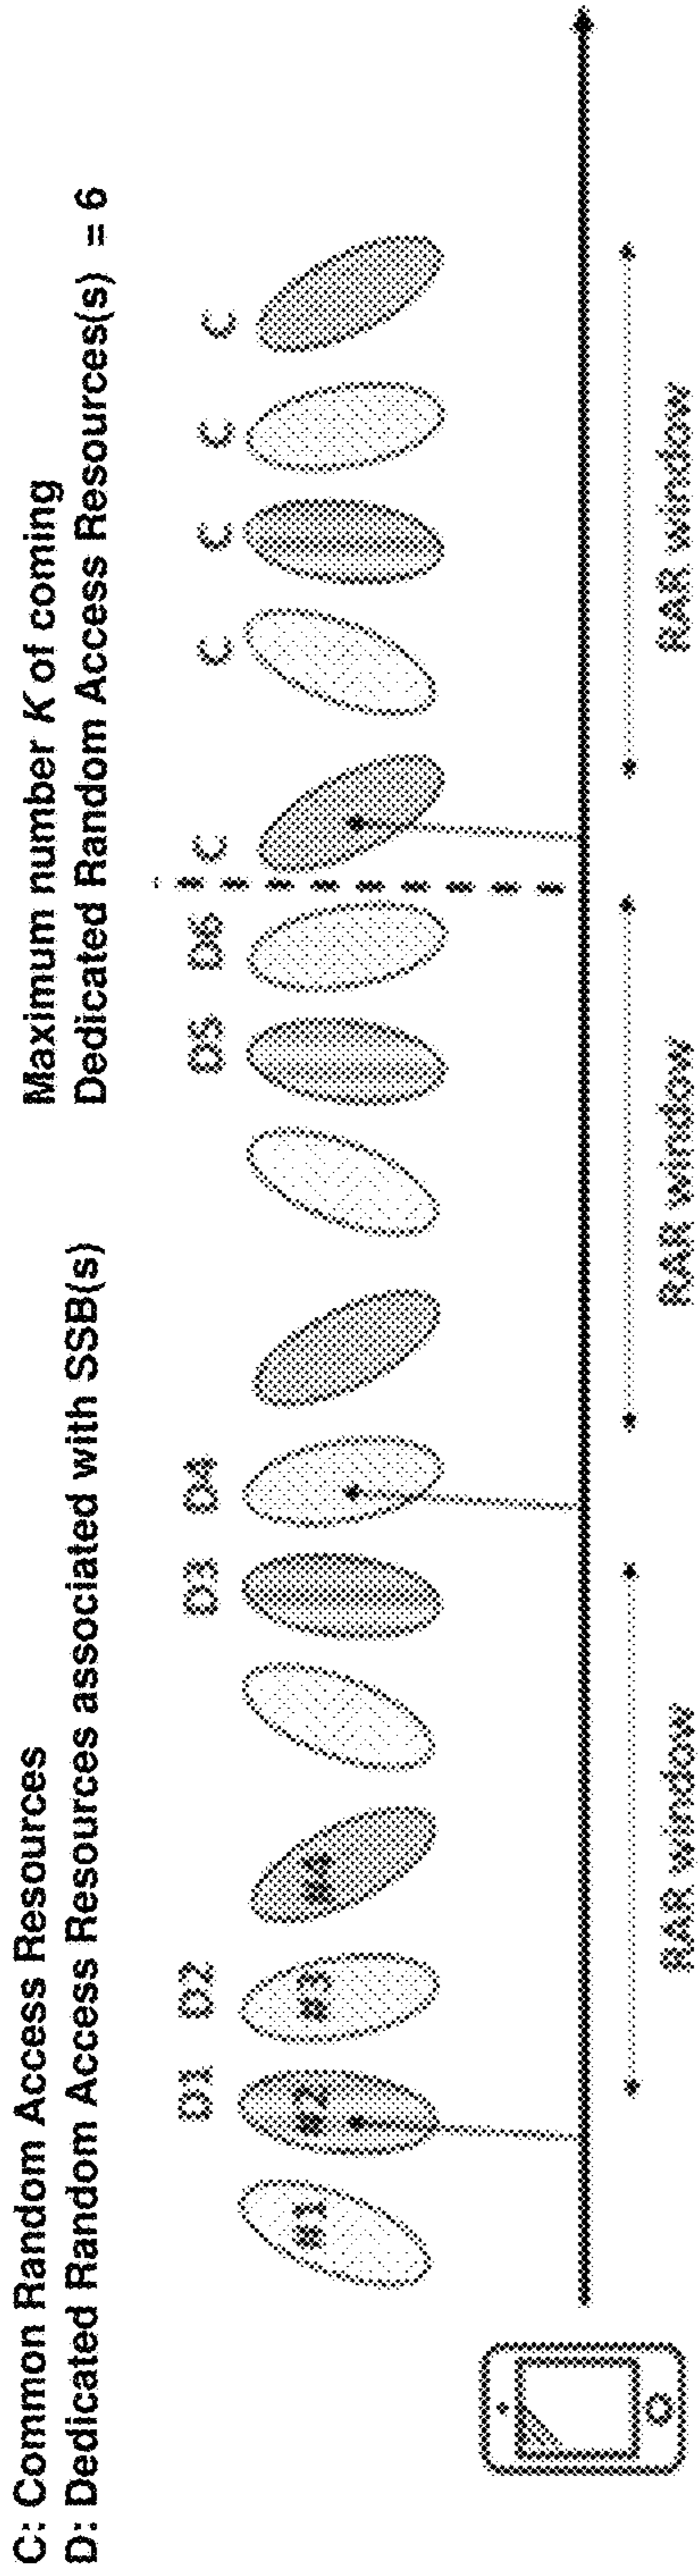 C: Common Random Access Resources
D: Dedicated Random Access Resources associated with SSB(s)
Maximum number K of coming
Dedicated Random Access Resources(s) = 6
D1 D2 D3 D4 D5 D6 C C C C C
#1 #2 #3 #4
RAR window RAR window RAR window